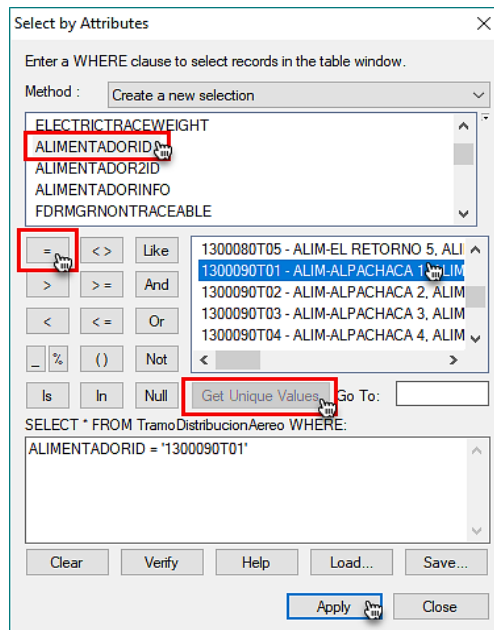 Select by Attributes
Enter a WHERE clause to select records in the table window.
Method :
Create a new selection
ELECTRICTRACEWEIGHT
ALIMENTADORID
ALIMENTADOR2ID
ALIMENTADORINFO
FDRMGRNONTRACEABLE
= < > Like
> > = And
< < = Or
_ % ( ) Not
Is In Null
1300080T05 - ALIM-EL RETORNO 5, ALI
1300090T01 - ALIM-ALPACHACA 1, ALIM
1300090T02 - ALIM-ALPACHACA 2, ALIM
1300090T03 - ALIM-ALPACHACA 3, ALIM
1300090T04 - ALIM-ALPACHACA 4, ALIM
Get Unique Values Go To:
SELECT * FROM TramoDistribucionAereo WHERE:
ALIMENTADORID = '1300090T01'
Clear Verify Help Load... Save...
Apply Close